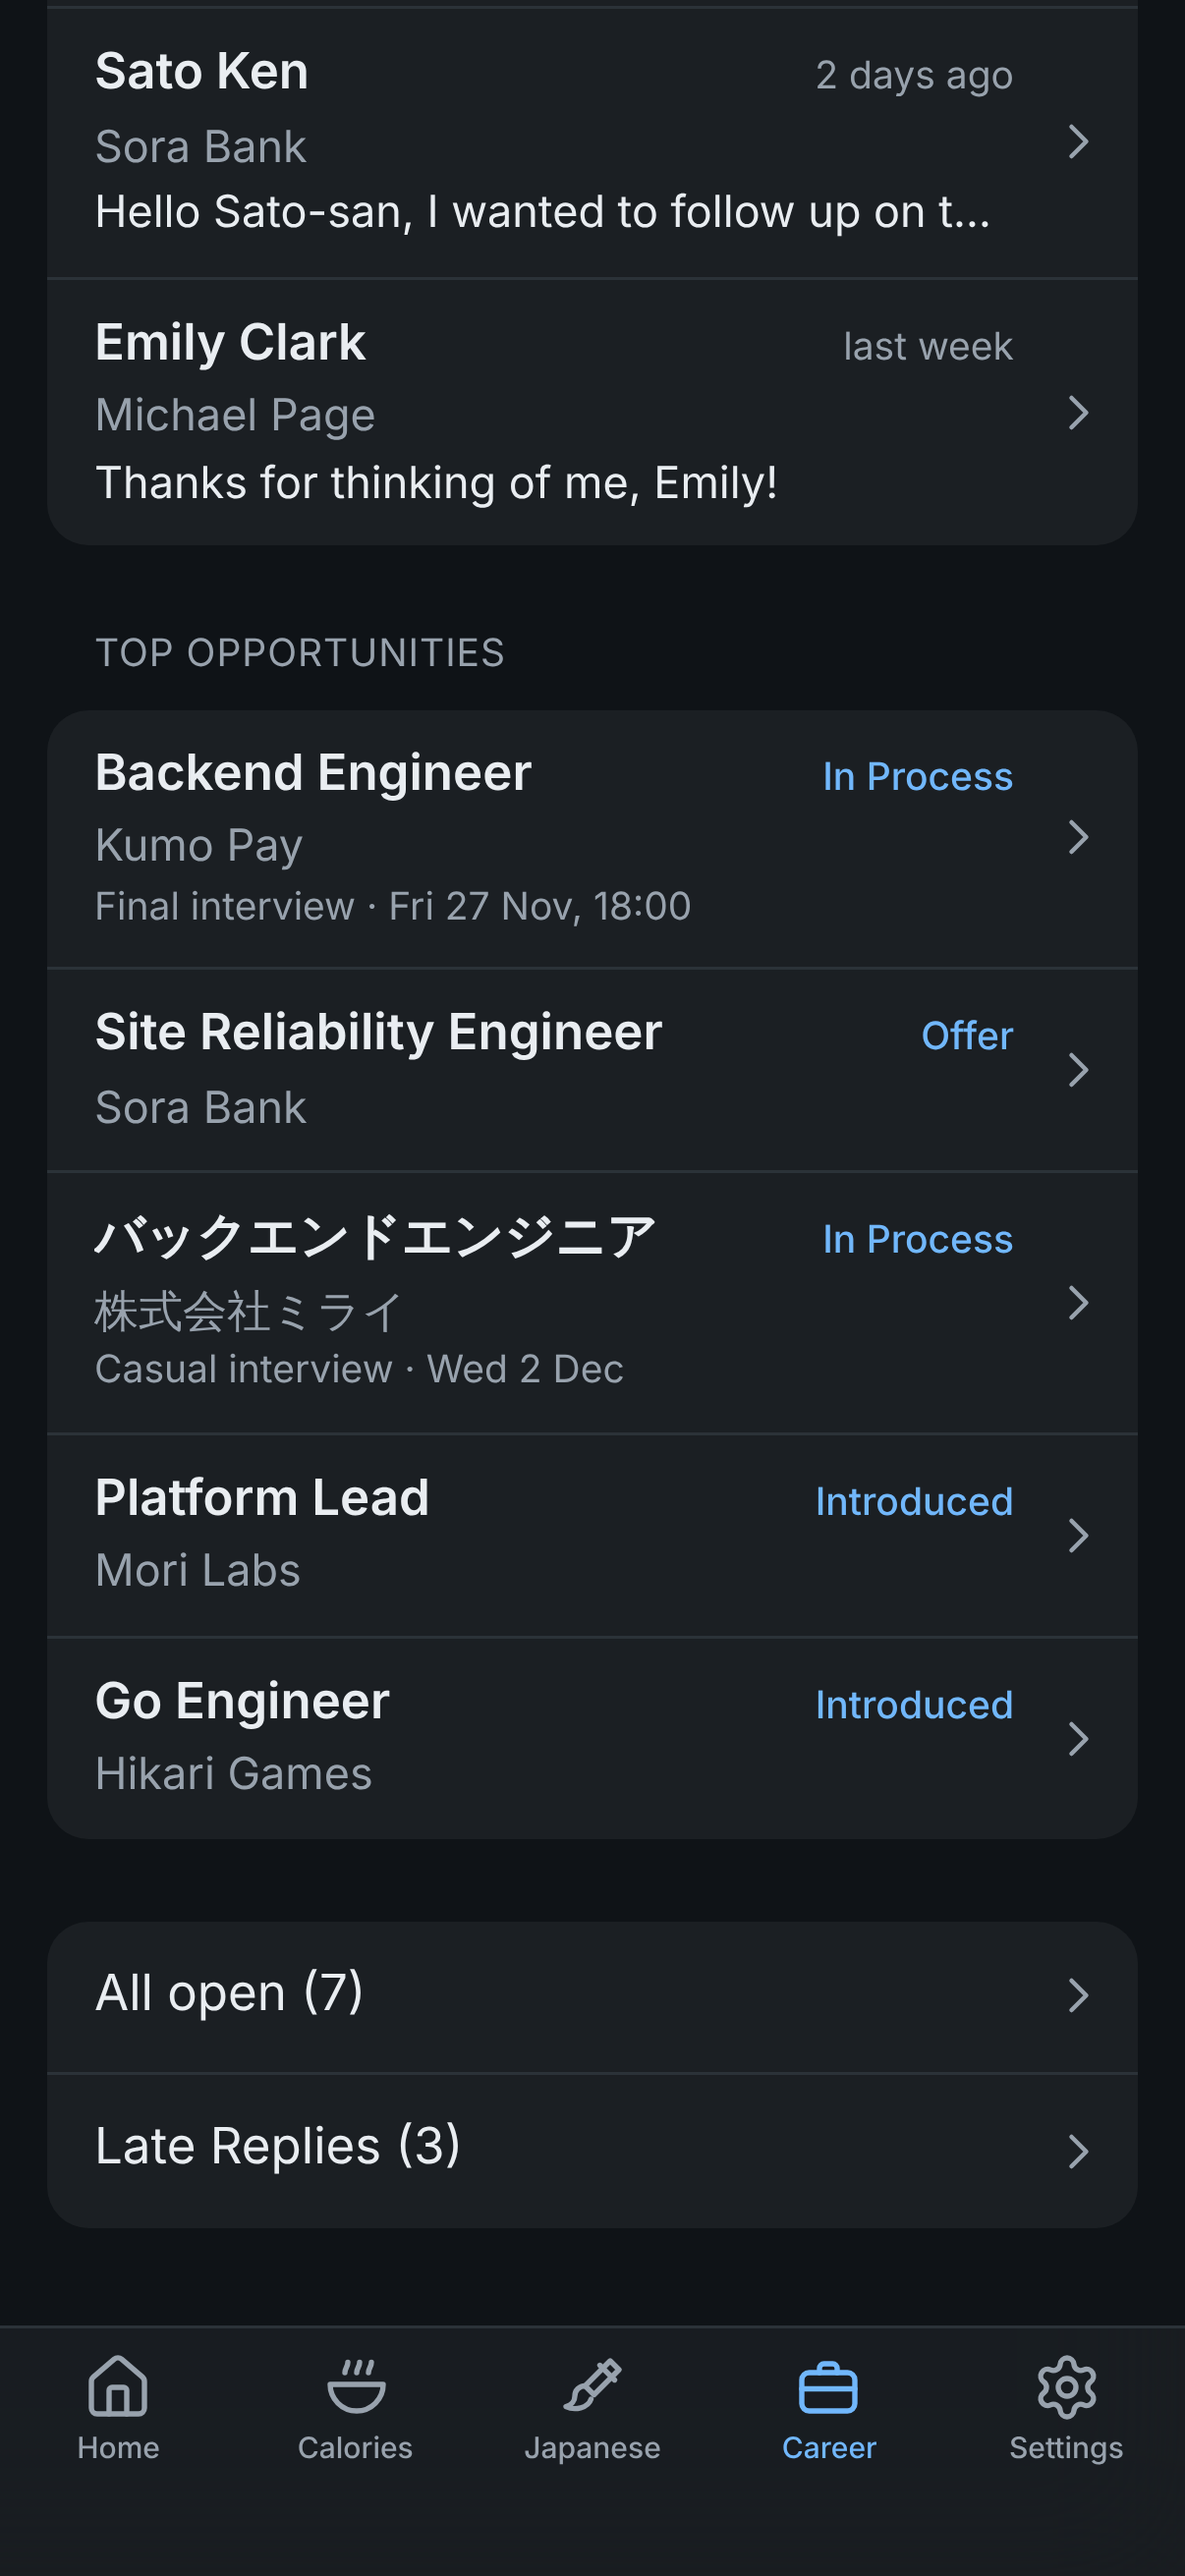 Sato Ken
2 days ago
Sora Bank
Hello Sato-san, I wanted to follow up on t...
Emily Clark
last week
Michael Page
Thanks for thinking of me, Emily!
TOP OPPORTUNITIES
Backend Engineer
In Process
Kumo Pay
Final interview · Fri 27 Nov, 18:00
Site Reliability Engineer
Offer
Sora Bank
バックエンドエンジニア
In Process
株式会社ミライ
Casual interview · Wed 2 Dec
Platform Lead
Introduced
Mori Labs
Go Engineer
Introduced
Hikari Games
All open (7)
Late Replies (3)
Home
Calories
Japanese
Career
Settings